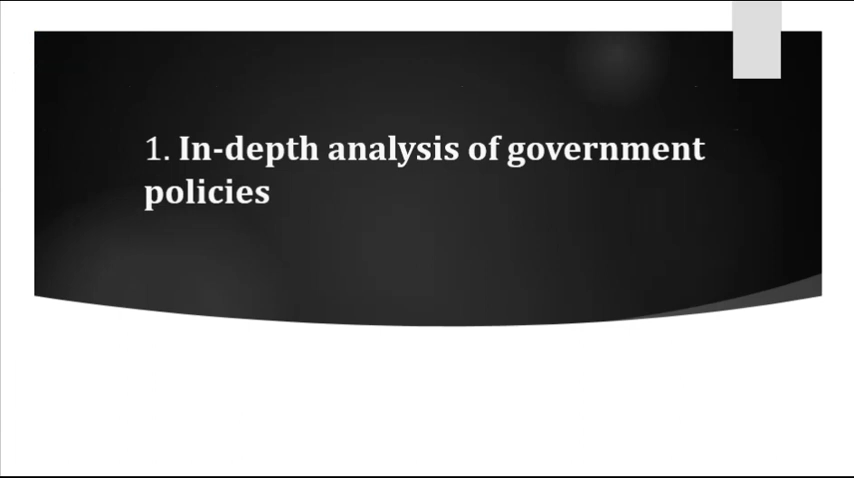 1. In-depth analysis of government
policies